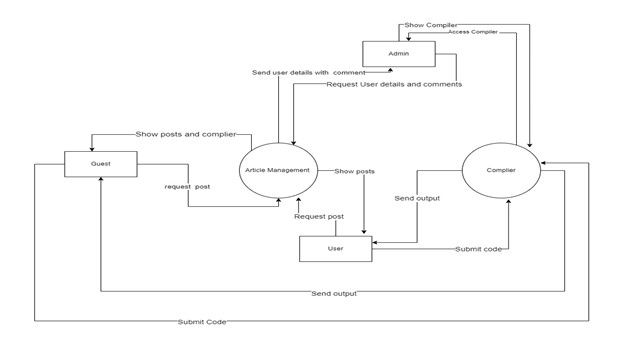 Show Compiler
Access Compiler
Admin
Send user details with comment
Request User details and comments
Show posts and complier
Guest
Article Management
Show posts
Complier
request post
Send output
Request post
User
Submit code
Send output
Submit Code